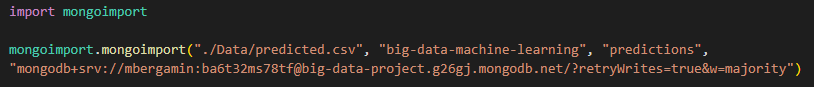 import mongoimport
mongoimport.mongoimport("./Data/predicted.csv", "big-data-machine-learning", "predictions",
"mongodb+srv://mbergamin:ba6t32ms78tf@big-data-project.g26gj.mongodb.net/?retryWrites=true&w=majority")